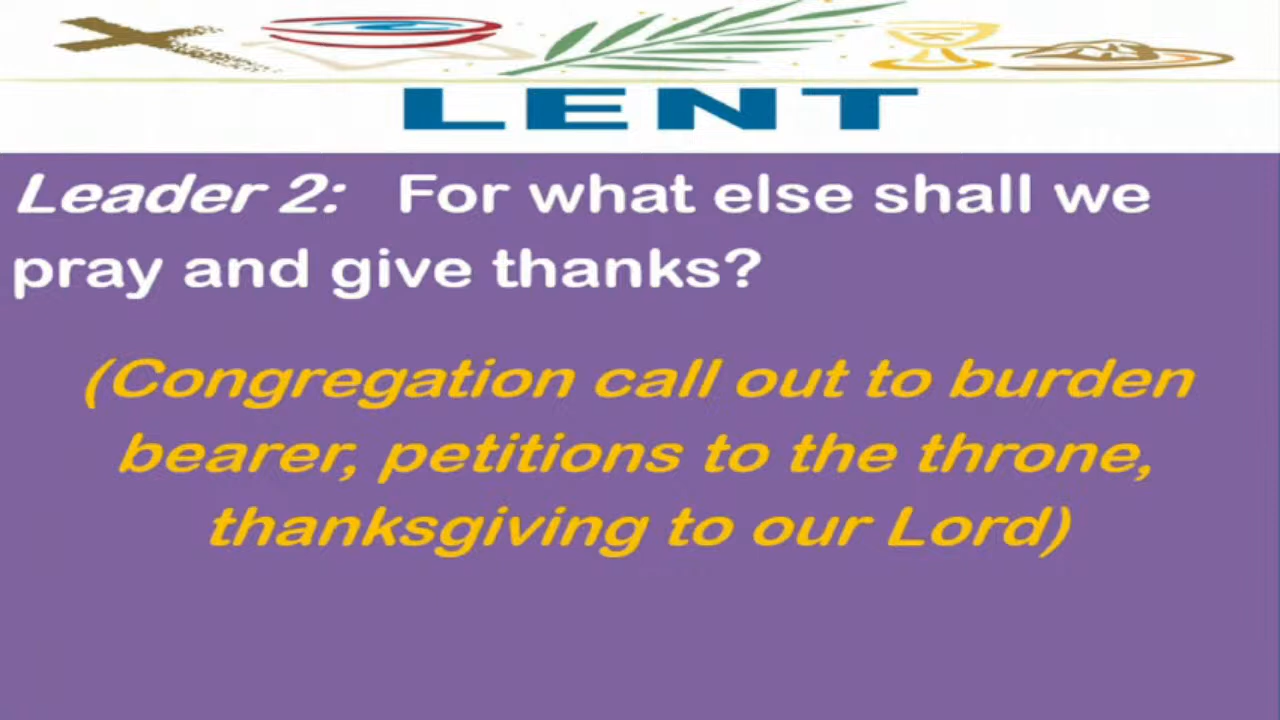 LENT
Leader 2: For what else shall we
pray and give thanks?
(Congregation call out to burden
bearer, petitions to the throne,
thanksgiving to our Lord)